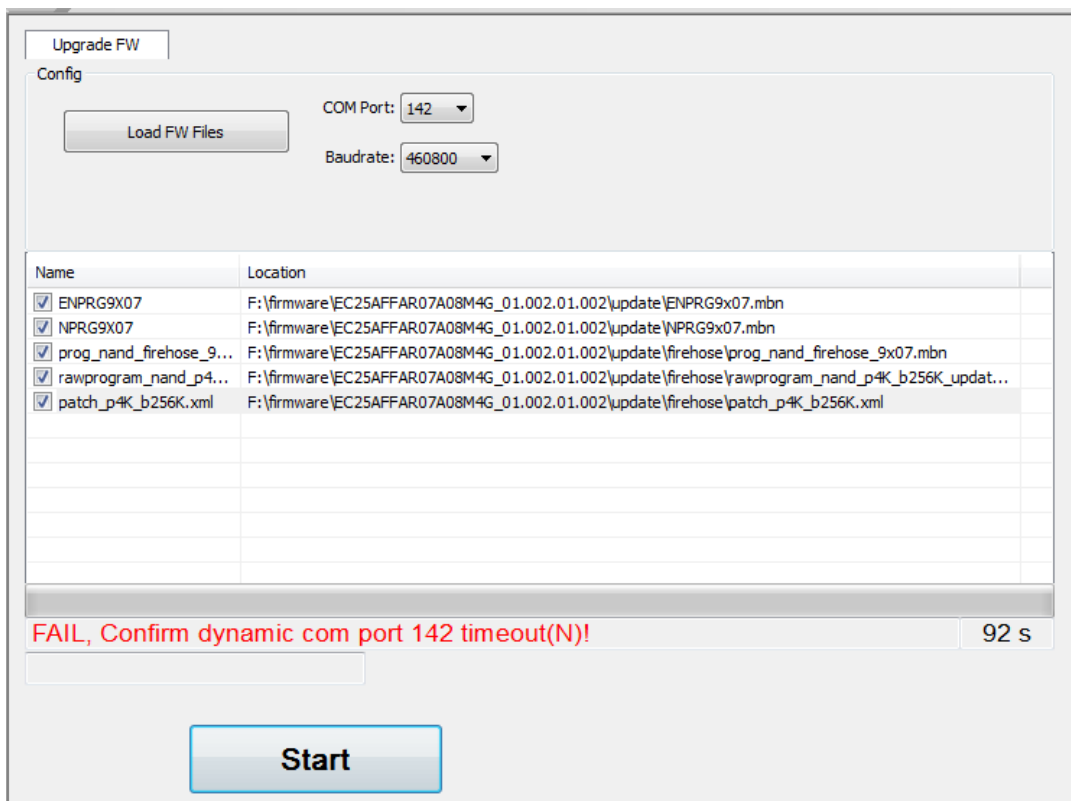 Upgrade FW
Config
Load FW Files
COM Port: 142
Baudrate: 460800
Name Location
ENPRG9X07 F:\firmware\EC25AFFAR07A08M4G_01.002.01.002\update\ENPRG9x07.mbn
NPRG9X07 F:\firmware\EC25AFFAR07A08M4G_01.002.01.002\update\NPRG9x07.mbn
prog_nand_firehose_9... F:\firmware\EC25AFFAR07A08M4G_01.002.01.002\update\firehose\prog_nand_firehose_9x07.mbn
rawprogram_nand_p4... F:\firmware\EC25AFFAR07A08M4G_01.002.01.002\update\firehose\rawprogram_nand_p4K_b256K_updat...
patch_p4K_b256K.xml F:\firmware\EC25AFFAR07A08M4G_01.002.01.002\update\firehose\patch_p4K_b256K.xml
FAIL, Confirm dynamic com port 142 timeout(N)! 92 s
Start